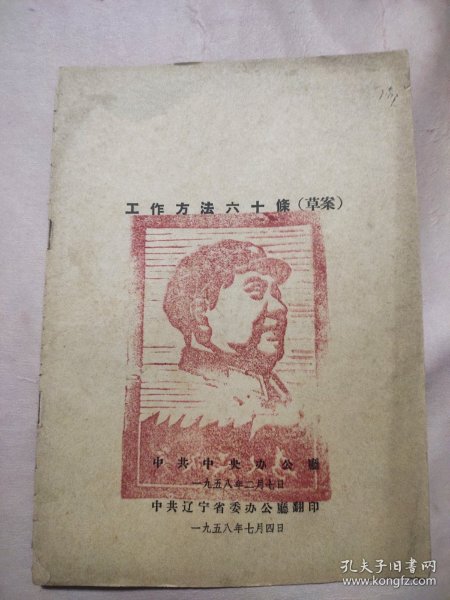 工作方法六十條（草案）
中共中央办公廳
一九五八年二月七日
中共辽宁省委办公廳翻印
一九五八年七月四日
孔夫子旧书网
www.kongfz.com